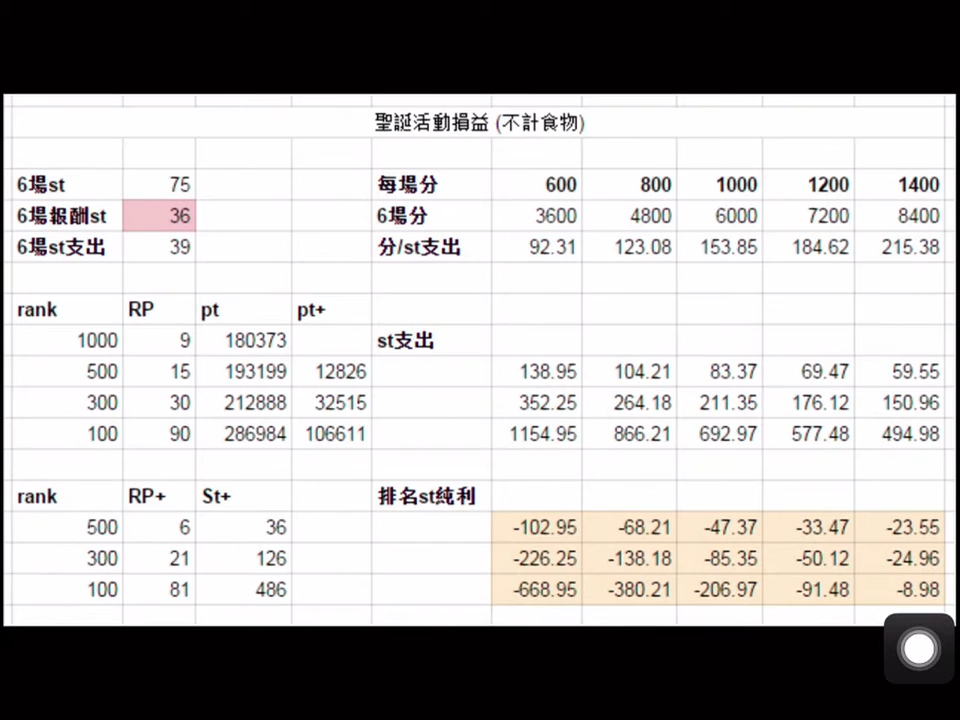 聖誕活動損益 (不計食物)
6場st 75 每場分 600 800 1000 1200 1400
6場報酬st 36 6場分 3600 4800 6000 7200 8400
6場st支出 39 分/st支出 92.31 123.08 153.85 184.62 215.38
rank RP pt pt+
1000 9 180373 st支出
500 15 193199 12826 138.95 104.21 83.37 69.47 59.55
300 30 212888 32515 352.25 264.18 211.35 176.12 150.96
100 90 286984 106611 1154.95 866.21 692.97 577.48 494.98
rank RP+ St+ 排名st純利
500 6 36 -102.95 -68.21 -47.37 -33.47 -23.55
300 21 126 -226.25 -138.18 -85.35 -50.12 -24.96
100 81 486 -668.95 -380.21 -206.97 -91.48 -8.98